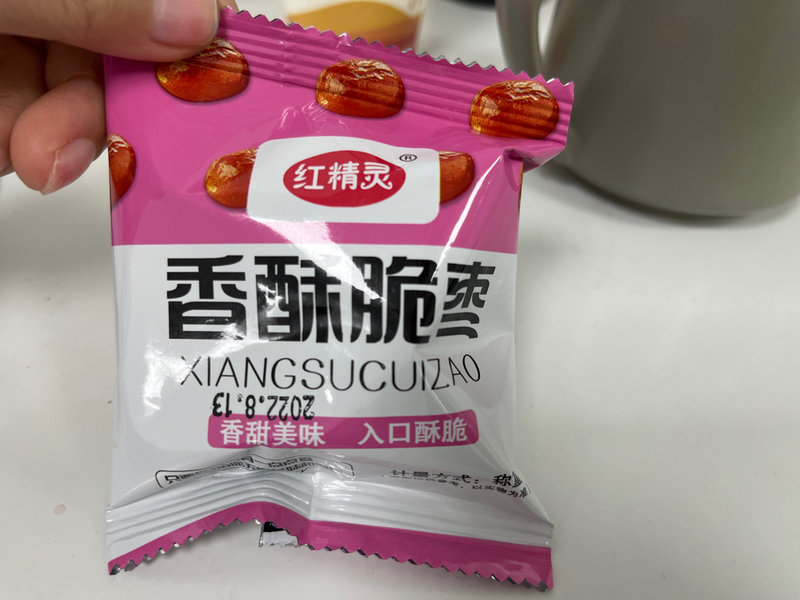 红精灵®
香酥脆枣
XIANGSUCUIZAO
2022.8.13
香甜美味 入口酥脆
计量方式：称